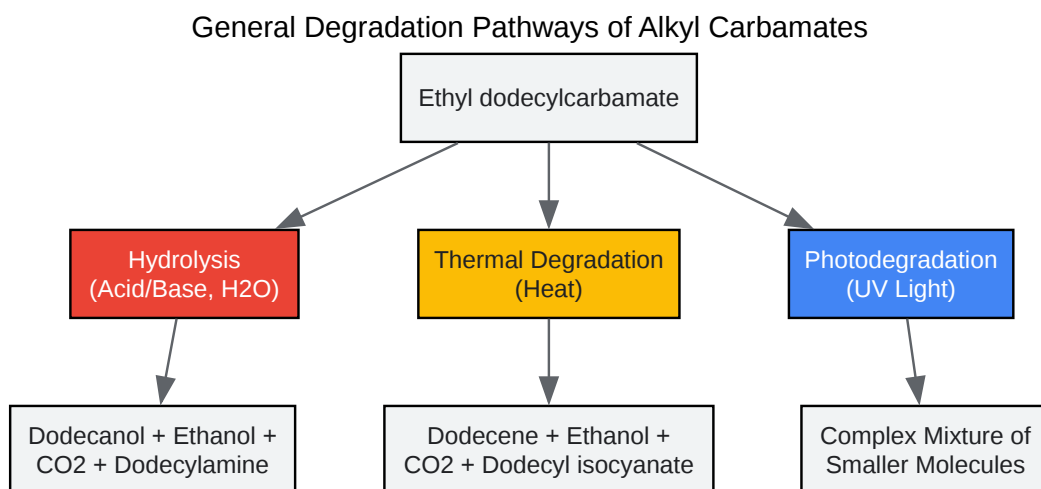 General Degradation Pathways of Alkyl Carbamates
Ethyl dodecylcarbamate
Hydrolysis
(Acid/Base, H2O)
Thermal Degradation
(Heat)
Photodegradation
(UV Light)
Dodecanol + Ethanol +
CO2 + Dodecylamine
Dodecene + Ethanol +
CO2 + Dodecyl isocyanate
Complex Mixture of
Smaller Molecules